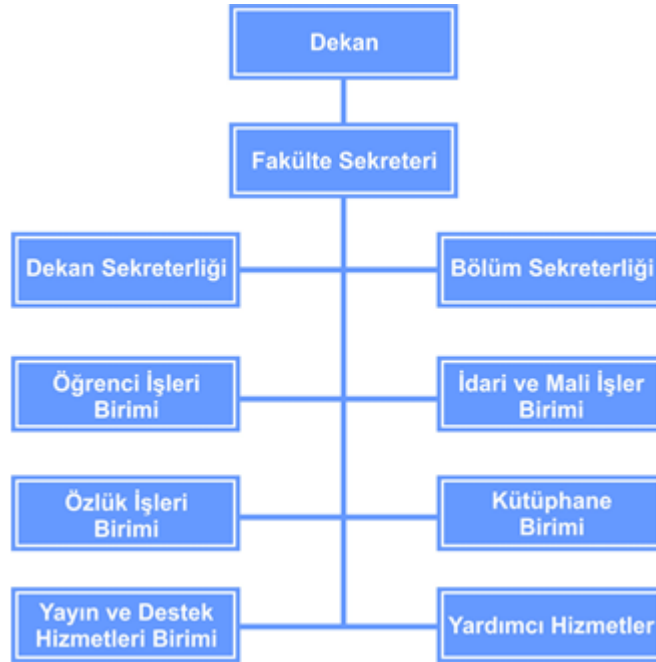 Dekan
Fakülte Sekreteri
Dekan Sekreterliği
Bölüm Sekreterliği
Öğrenci İşleri
Birimi
İdari ve Mali İşler
Birimi
Özlük İşleri
Birimi
Kütüphane
Birimi
Yayın ve Destek
Hizmetleri Birimi
Yardımcı Hizmetler